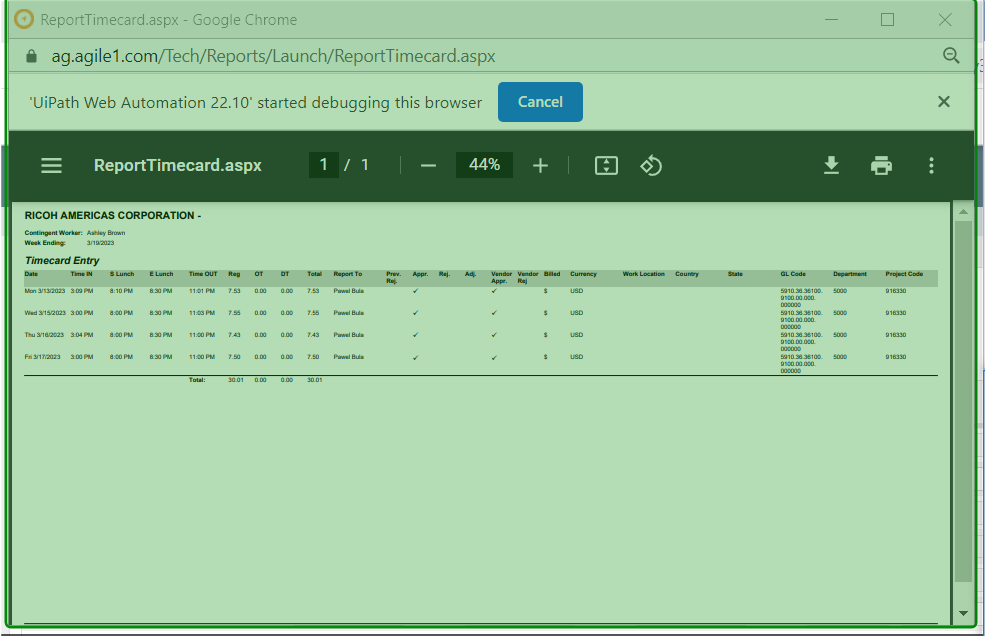 ReportTimecard.aspx - Google Chrome
ag.agile1.com/Tech/Reports/Launch/ReportTimecard.aspx
'UiPath Web Automation 22.10' started debugging this browser Cancel
ReportTimecard.aspx 1 / 1 44%
RICOH AMERICAS CORPORATION -
Contingent Worker: Ashley Brown
Week Ending: 3/19/2023
Timecard Entry
Date Time IN S Lunch E Lunch Time OUT Reg OT DT Total Report To Prev. Rej. Appr. Rej. Adj. Vendor Appr. Vendor Rej Billed Currency Work Location Country State GL Code Department Project Code
Mon 3/13/2023 3:09 PM 8:10 PM 8:30 PM 11:01 PM 7.53 0.00 0.00 7.53 Pawel Bula ✓ ✓ $ USD 5910.36.36100. 5000 916330
9100.00.000.
000000
Wed 3/15/2023 3:00 PM 8:00 PM 8:30 PM 11:03 PM 7.55 0.00 0.00 7.55 Pawel Bula ✓ ✓ $ USD 5910.36.36100. 5000 916330
9100.00.000.
000000
Thu 3/16/2023 3:04 PM 8:00 PM 8:30 PM 11:00 PM 7.43 0.00 0.00 7.43 Pawel Bula ✓ ✓ $ USD 5910.36.36100. 5000 916330
9100.00.000.
000000
Fri 3/17/2023 3:00 PM 8:00 PM 8:30 PM 11:00 PM 7.50 0.00 0.00 7.50 Pawel Bula ✓ ✓ $ USD 5910.36.36100. 5000 916330
9100.00.000.
000000
Total: 30.01 0.00 0.00 30.01